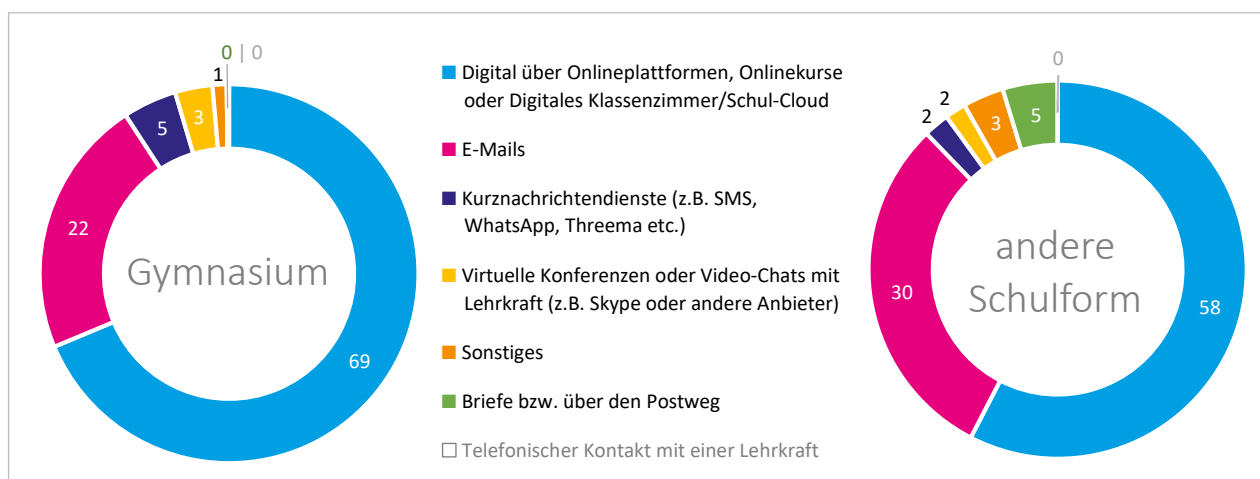 0 | 0
1
3
5
22
Gymnasium
69
Digital über Onlineplattformen, Onlinekurse
oder Digitales Klassenzimmer/Schul-Cloud
E-Mails
Kurznachrichtendienste (z.B. SMS,
WhatsApp, Threema etc.)
Virtuelle Konferenzen oder Video-Chats mit
Lehrkraft (z.B. Skype oder andere Anbieter)
Sonstiges
Briefe bzw. über den Postweg
Telefonischer Kontakt mit einer Lehrkraft
0
2
2
3
5
30
andere
Schulform
58